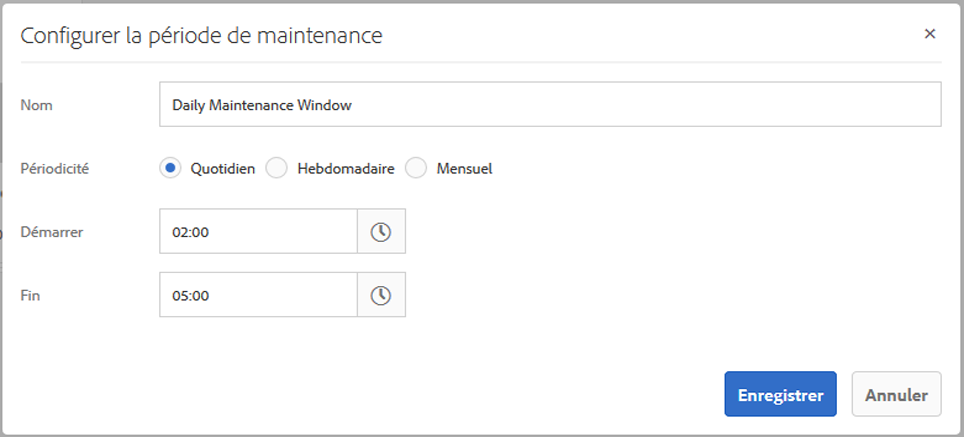 Configurer la période de maintenance
Nom
Daily Maintenance Window
Périodicité Quotidien Hebdomadaire Mensuel
Démarrer 02:00
Fin 05:00
Enregistrer Annuler